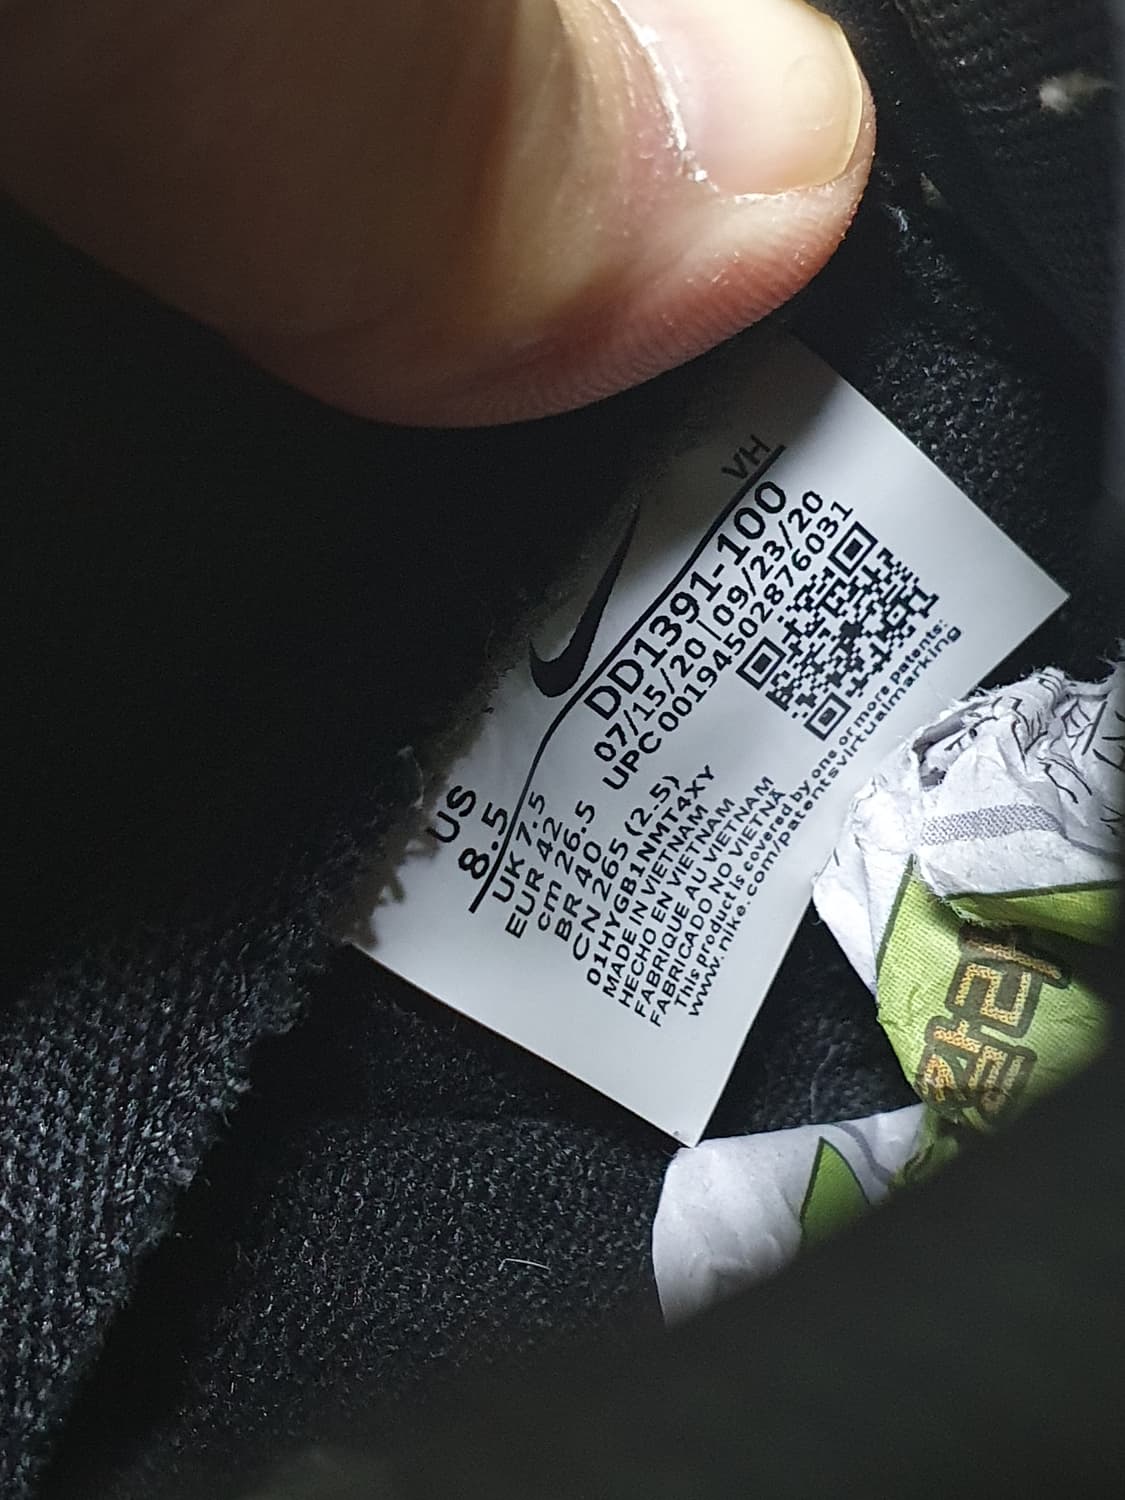 VH
DD1391-100
07/15/20|09/23/20
UPC 00194502876031
US
8.5
UK 7.5
EUR 42
cm 26.5
BR 40
CN 265 (2.5)
01HYGB1NMT4XY
MADE IN VIETNAM
HECHO EN VIETNAM
FABRIQUE AU VIETNAM
FABRICADO NO VIETNÃ
This product is covered by one or more patents:
www.nike.com/patentsvirtualmarking